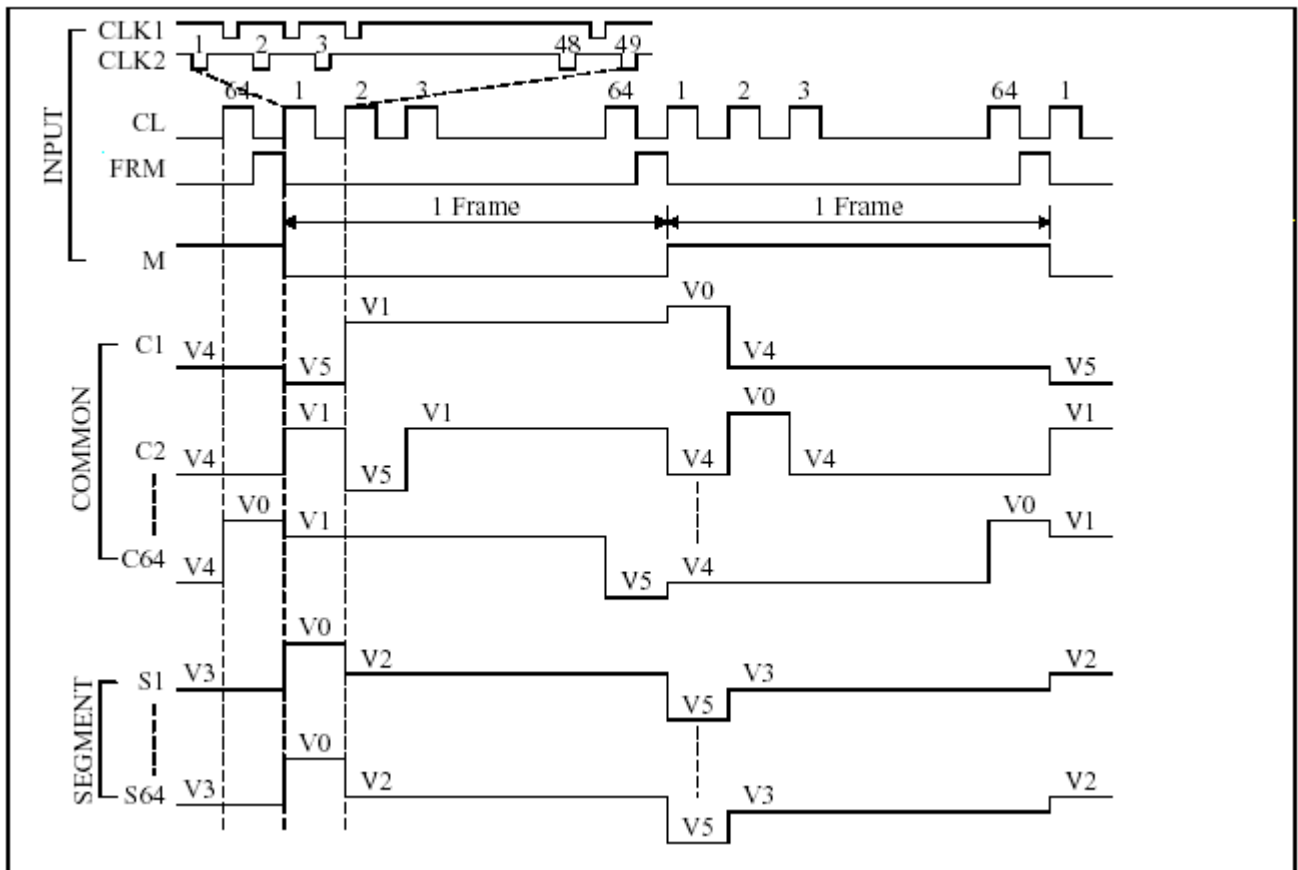 CLK1
1 2 3 48 49
CLK2
64 1 2 3 64 1 2 3 64 1
CL
INPUT
FRM
1 Frame 1 Frame
M
V1 V0
C1 V4 V5 V4 V5
COMMON
V1 V1 V0 V1
C2 V4 V5 V4 V4
V0 V1 V0 V1
C64 V4 V5 V4
V0
S1 V3 V2 V5 V3 V2
SEGMENT
V0
S64 V3 V2 V5 V3 V2